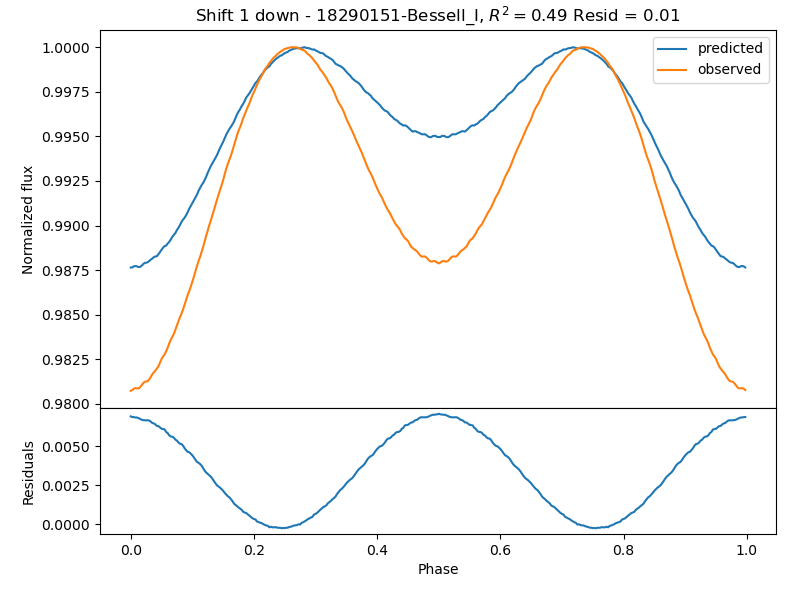 Shift 1 down - 18290151-Bessell_I, R² = 0.49 Resid = 0.01
predicted
observed
Normalized flux
1.0000
0.9975
0.9950
0.9925
0.9900
0.9875
0.9850
0.9825
0.9800
Residuals
0.0050
0.0025
0.0000
0.0 0.2 0.4 0.6 0.8 1.0
Phase